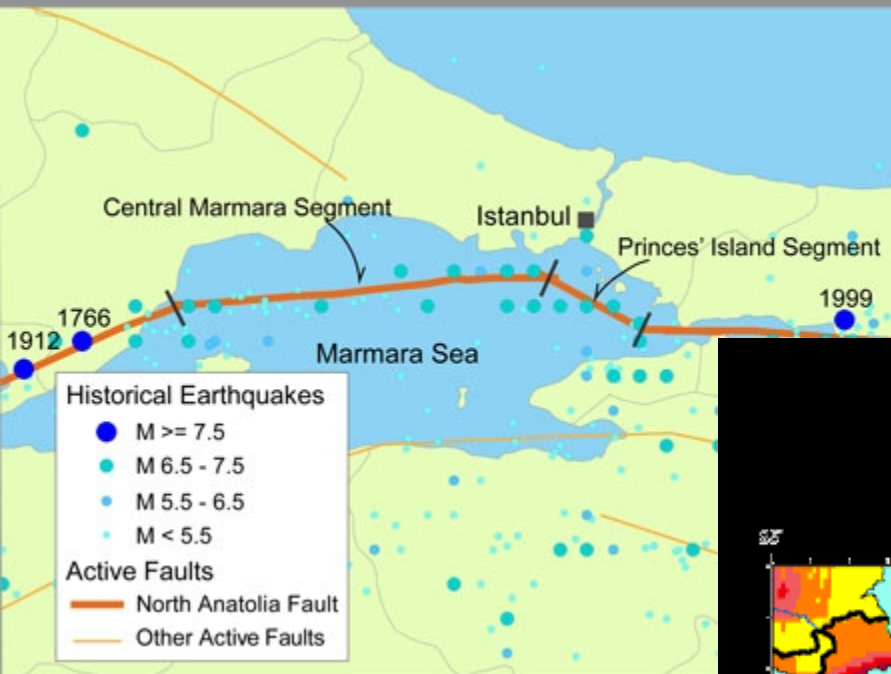 Central Marmara Segment
Istanbul
Princes' Island Segment
1999
1766
1912
Marmara Sea
Historical Earthquakes
M >= 7.5
M 6.5 - 7.5
M 5.5 - 6.5
M < 5.5
Active Faults
North Anatolia Fault
Other Active Faults